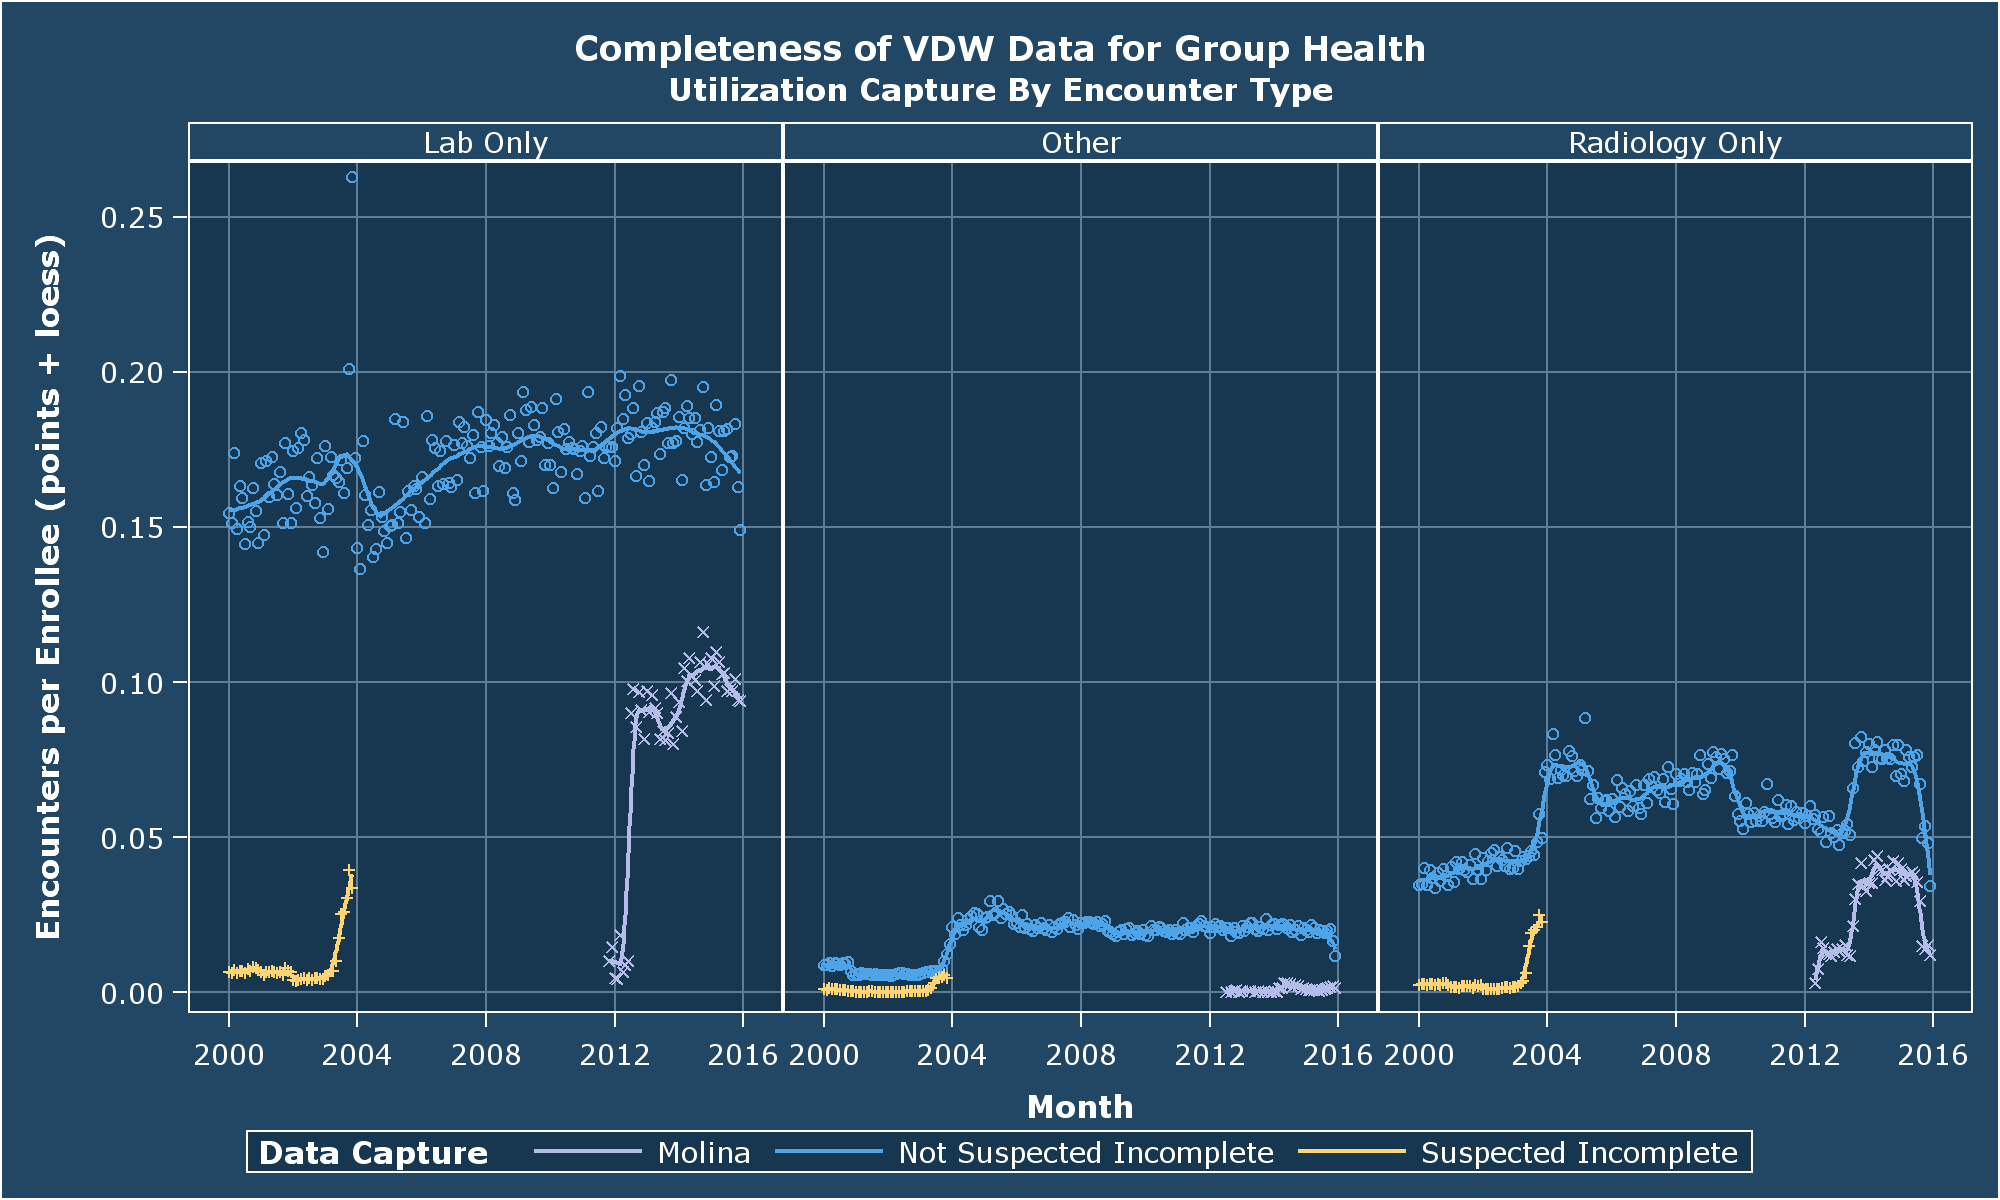 Completeness of VDW Data for Group Health
Utilization Capture By Encounter Type
Lab Only Other Radiology Only
Encounters per Enrollee (points + loess)
0.25
0.20
0.15
0.10
0.05
0.00
2000 2004 2008 2012 2016 2000 2004 2008 2012 2016 2000 2004 2008 2012 2016
Month
Data Capture Molina Not Suspected Incomplete Suspected Incomplete